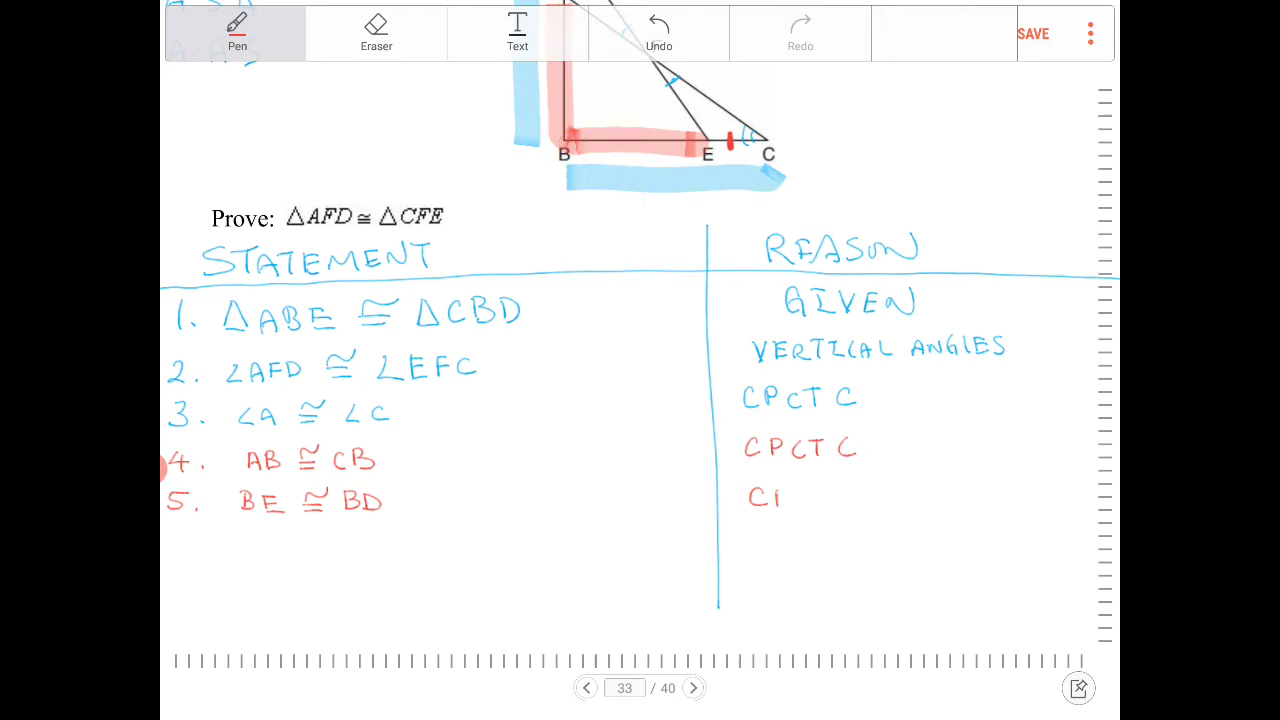 Pen Eraser Text Undo Redo SAVE
B E C
Prove: △AFD ≅ △CFE
STATEMENT REASON
1. △ABE ≅ △CBD GIVEN
2. ∠AFD ≅ ∠EFC VERTICAL ANGLES
3. ∠A ≅ ∠C CPCTC
4. AB ≅ CB CPCTC
5. BE ≅ BD
33 / 40